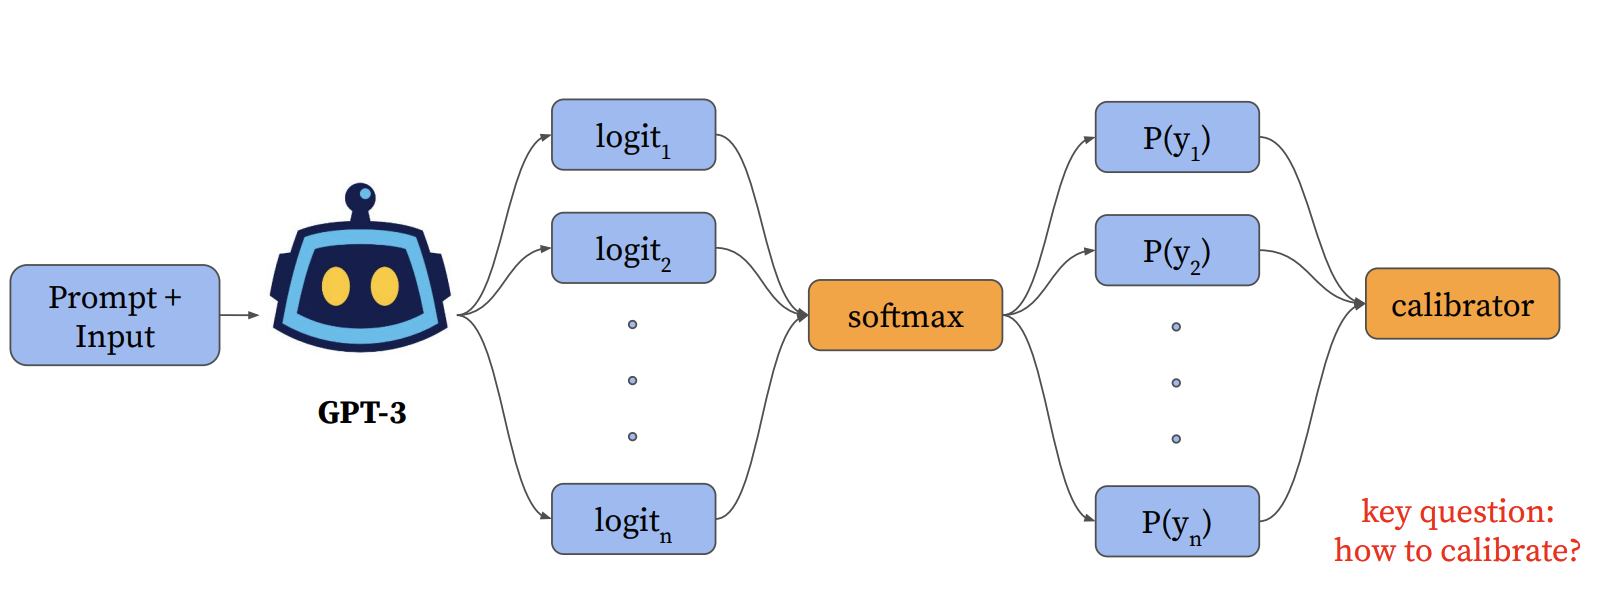 Prompt +
Input
GPT-3
logit₁
logit₂
logitₙ
softmax
P(y₁)
P(y₂)
P(yₙ)
calibrator
key question:
how to calibrate?